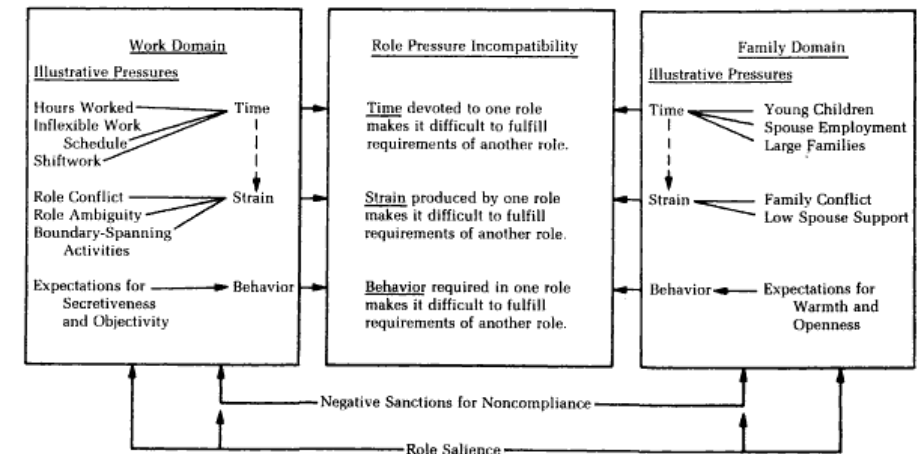 Work Domain
Illustrative Pressures
Hours Worked
Inflexible Work
Schedule
Shiftwork
Time
Role Conflict
Role Ambiguity
Boundary-Spanning
Activities
Strain
Expectations for
Secretiveness
and Objectivity
Behavior
Role Pressure Incompatibility
Time devoted to one role
makes it difficult to fulfill
requirements of another role.
Strain produced by one role
makes it difficult to fulfill
requirements of another role.
Behavior required in one role
makes it difficult to fulfill
requirements of another role.
Family Domain
Illustrative Pressures
Time
Young Children
Spouse Employment
Large Families
Strain
Family Conflict
Low Spouse Support
Behavior
Expectations for
Warmth and
Openness
Negative Sanctions for Noncompliance
Role Salience